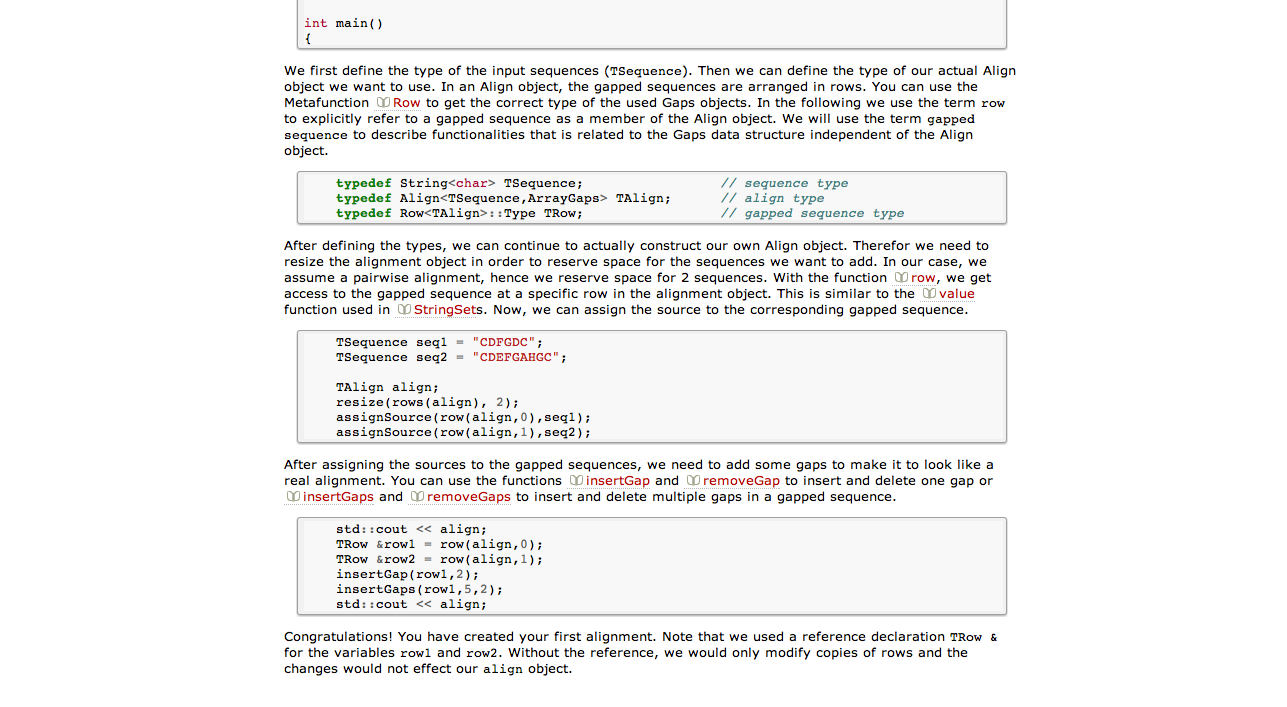 int main()
{
We first define the type of the input sequences (TSequence). Then we can define the type of our actual Align
object we want to use. In an Align object, the gapped sequences are arranged in rows. You can use the
Metafunction Row to get the correct type of the used Gaps objects. In the following we use the term row
to explicitly refer to a gapped sequence as a member of the Align object. We will use the term gapped
sequence to describe functionalities that is related to the Gaps data structure independent of the Align
object.
typedef String<char> TSequence; // sequence type
typedef Align<TSequence,ArrayGaps> TAlign; // align type
typedef Row<TAlign>::Type TRow; // gapped sequence type
After defining the types, we can continue to actually construct our own Align object. Therefor we need to
resize the alignment object in order to reserve space for the sequences we want to add. In our case, we
assume a pairwise alignment, hence we reserve space for 2 sequences. With the function row, we get
access to the gapped sequence at a specific row in the alignment object. This is similar to the value
function used in StringSets. Now, we can assign the source to the corresponding gapped sequence.
TSequence seq1 = "CDFGDC";
TSequence seq2 = "CDEFGAHGC";
TAlign align;
resize(rows(align), 2);
assignSource(row(align,0),seq1);
assignSource(row(align,1),seq2);
After assigning the sources to the gapped sequences, we need to add some gaps to make it to look like a
real alignment. You can use the functions insertGap and removeGap to insert and delete one gap or
insertGaps and removeGaps to insert and delete multiple gaps in a gapped sequence.
std::cout << align;
TRow &row1 = row(align,0);
TRow &row2 = row(align,1);
insertGap(row1,2);
insertGaps(row1,5,2);
std::cout << align;
Congratulations! You have created your first alignment. Note that we used a reference declaration TRow &
for the variables row1 and row2. Without the reference, we would only modify copies of rows and the
changes would not effect our align object.